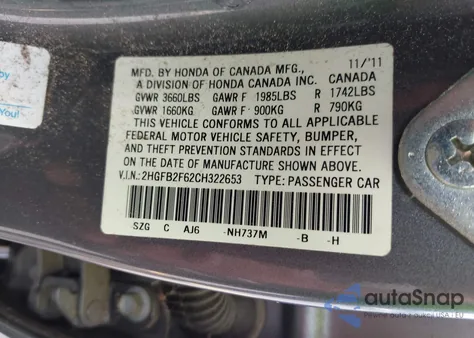 by
MFD. BY HONDA OF CANADA MFG., 11/'11
A DIVISION OF HONDA CANADA INC. CANADA
GVWR 3660LBS GAWR F 1985LBS R 1742LBS
GVWR 1660KG GAWR F 900KG R 790KG
THIS VEHICLE CONFORMS TO ALL APPLICABLE
FEDERAL MOTOR VEHICLE SAFETY, BUMPER,
AND THEFT PREVENTION STANDARDS IN EFFECT
ON THE DATE OF MANUFACTURE SHOWN ABOVE.
V.I.N.: 2HGFB2F62CH322653 TYPE: PASSENGER CAR
SZG C AJ6 -NH737M -B -H
autoSnap